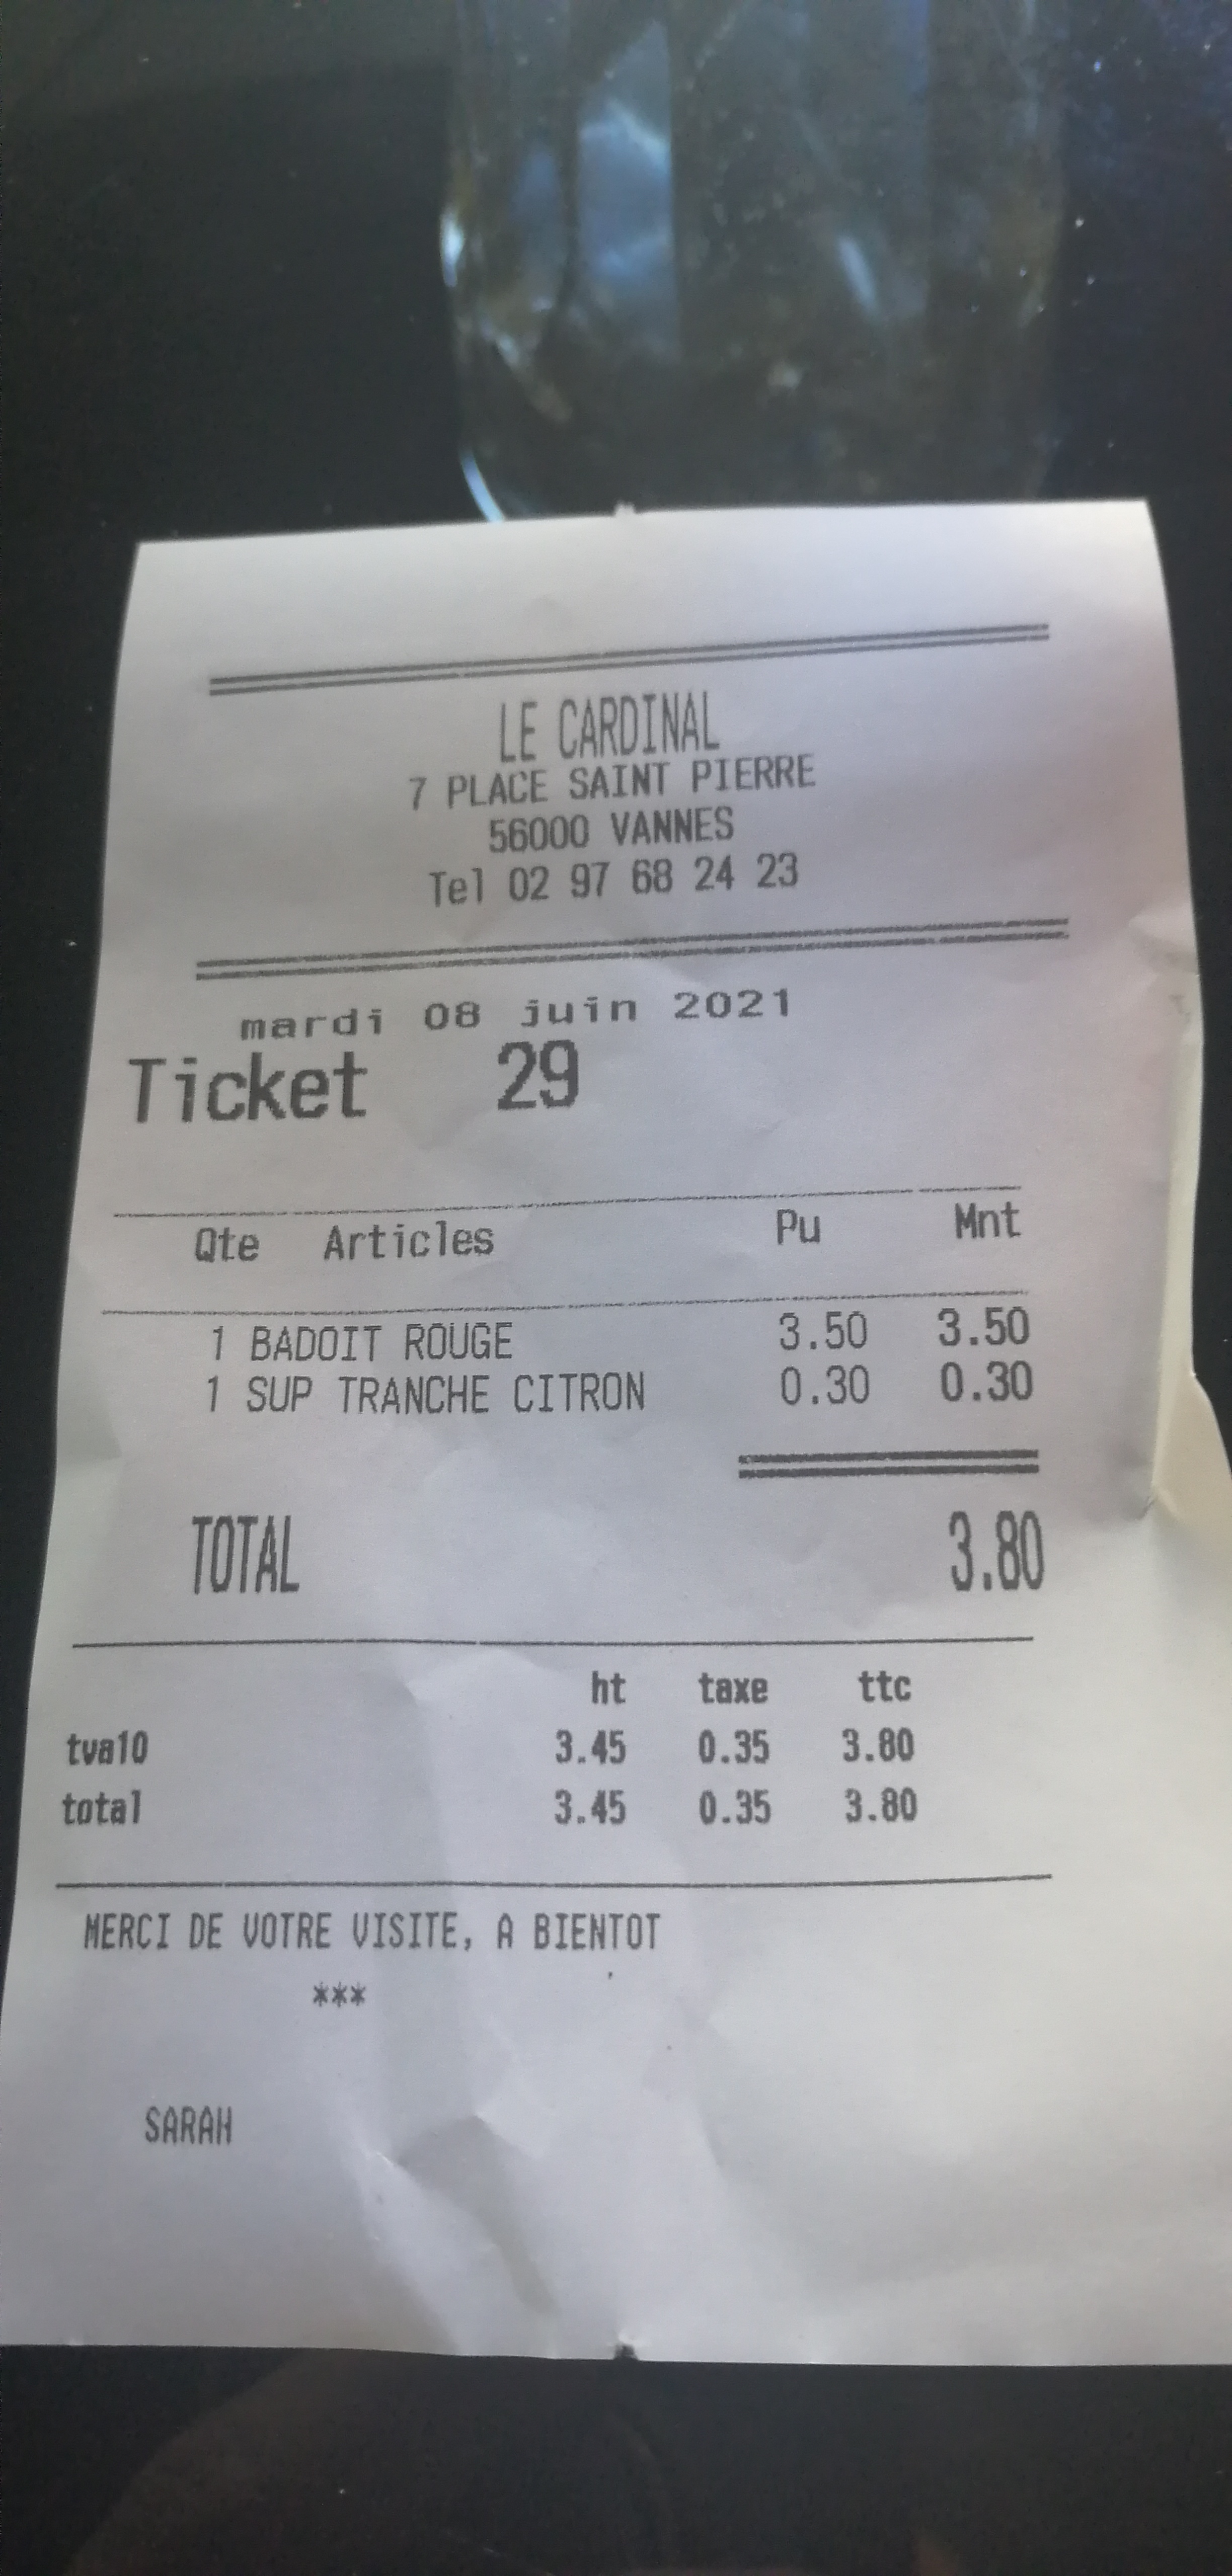 LE CARDINAL
7 PLACE SAINT PIERRE
56000 VANNES
Tel 02 97 68 24 23
mardi 08 juin 2021
Ticket 29
Qte Articles Pu Mnt
1 BADOIT ROUGE 3.50 3.50
1 SUP TRANCHE CITRON 0.30 0.30
TOTAL 3.80
ht taxe ttc
tva10 3.45 0.35 3.80
total 3.45 0.35 3.80
MERCI DE VOTRE VISITE, A BIENTOT
***
SARAH